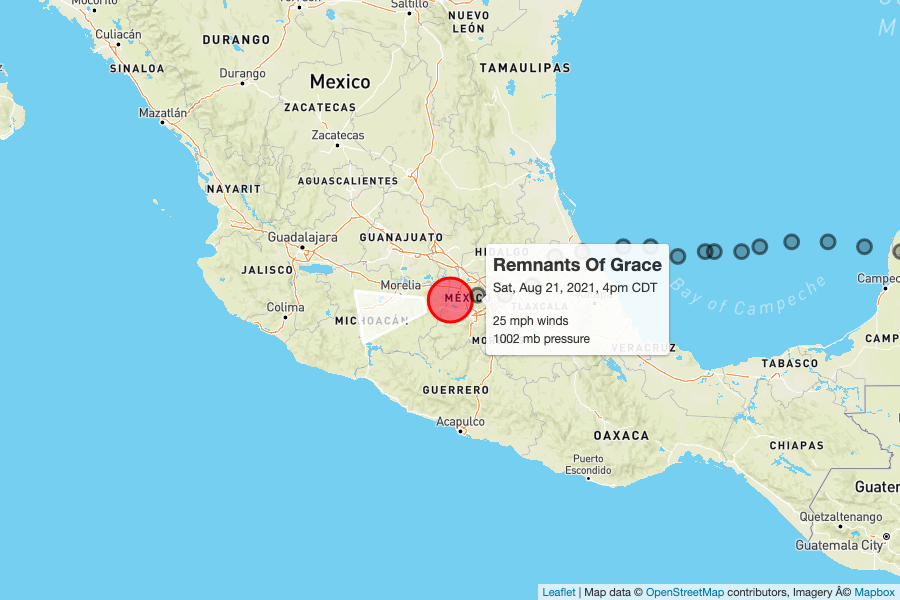 Mocorito
Torreón
Saltillo
NUEVO
LEÓN
Culiacán
DURANGO
SINALOA
Durango
TAMAULIPAS
Mexico
ZACATECAS
Mazatlán
Zacatecas
AGUASCALIENTES
NAYARIT
Guadalajara
GUANAJUATO
HIDALGO
JALISCO
Remnants Of Grace
Sat, Aug 21, 2021, 4pm CDT
25 mph winds
1002 mb pressure
Morelia
MÉXIC
TLAXCALA
Bay of Campeche
Campe
Colima
MICHOACÁN
MO
VERACRUZ
CAMP
TABASCO
GUERRERO
Acapulco
OAXACA
CHIAPAS
Puerto
Escondido
Guater
Quetzaltenango
Guatemala City
Leaflet | Map data © OpenStreetMap contributors, Imagery Â© Mapbox